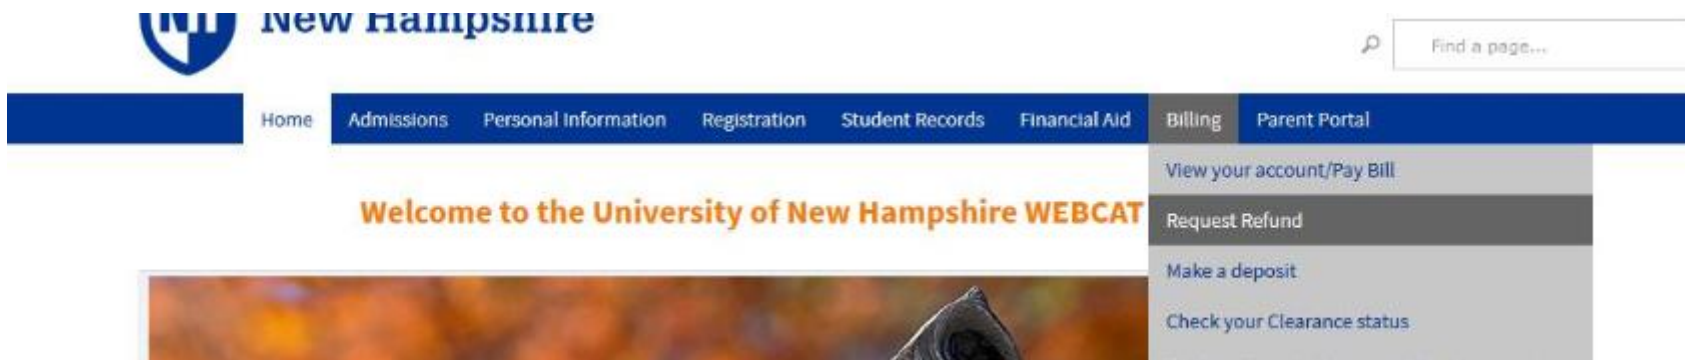 New Hampshire
Find a page...
Home Admissions Personal Information Registration Student Records Financial Aid Billing Parent Portal
View your account/Pay Bill
Welcome to the University of New Hampshire WEBCAT
Request Refund
Make a deposit
Check your Clearance status